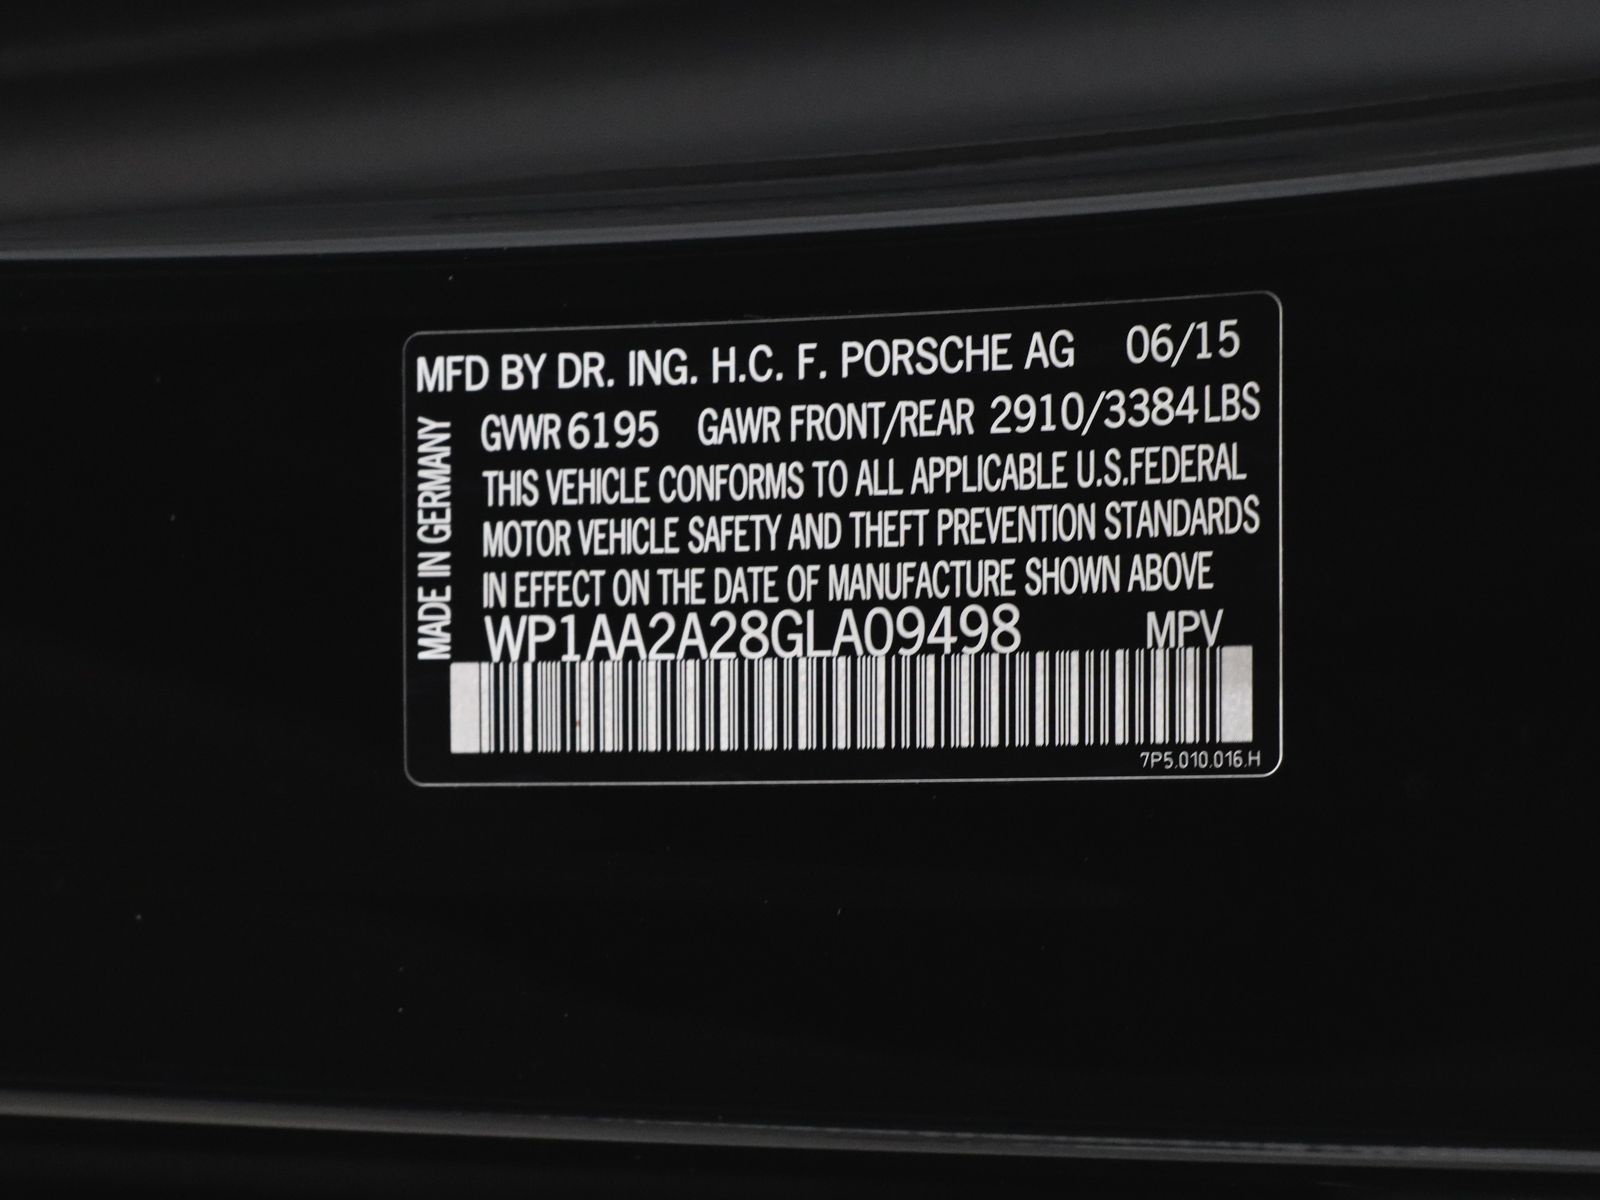 MFD BY DR. ING. H.C. F. PORSCHE AG 06/15
GVWR 6195 GAWR FRONT/REAR 2910/3384 LBS
THIS VEHICLE CONFORMS TO ALL APPLICABLE U.S.FEDERAL
MOTOR VEHICLE SAFETY AND THEFT PREVENTION STANDARDS
IN EFFECT ON THE DATE OF MANUFACTURE SHOWN ABOVE
WP1AA2A28GLA09498 MPV
7P5.010.016.H
MADE IN GERMANY